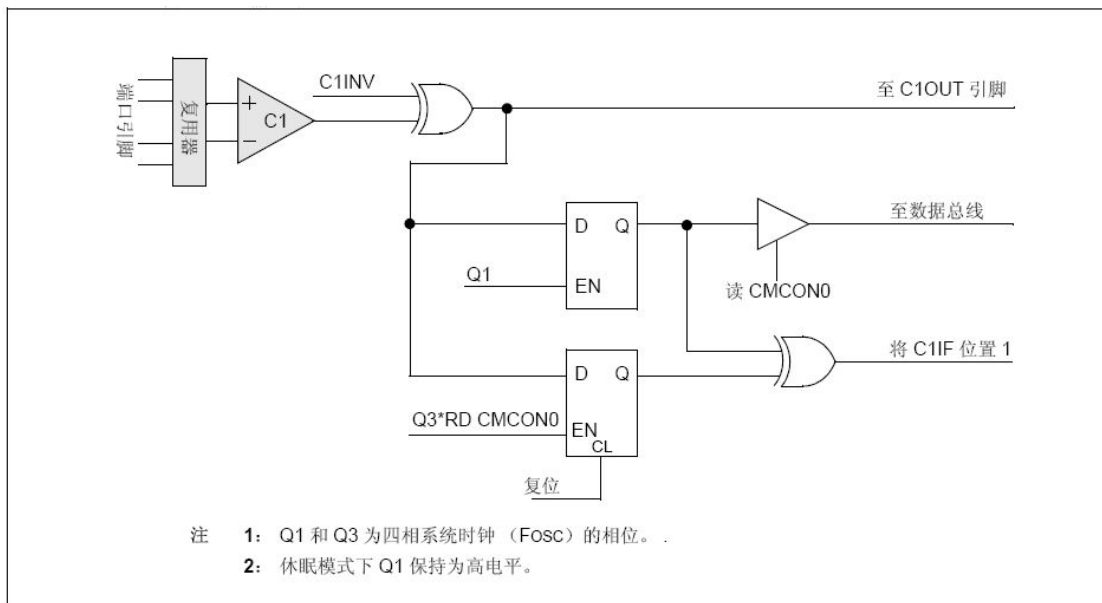 端口引脚
复用器
+
C1
−
C1INV
至 C1OUT 引脚
D Q
Q1
EN
至数据总线
读 CMCON0
D Q
Q3*RD CMCON0
EN
CL
复位
将 C1IF 位置 1
注 1： Q1 和 Q3 为四相系统时钟 （FOSC）的相位。 .
2： 休眠模式下 Q1 保持为高电平。